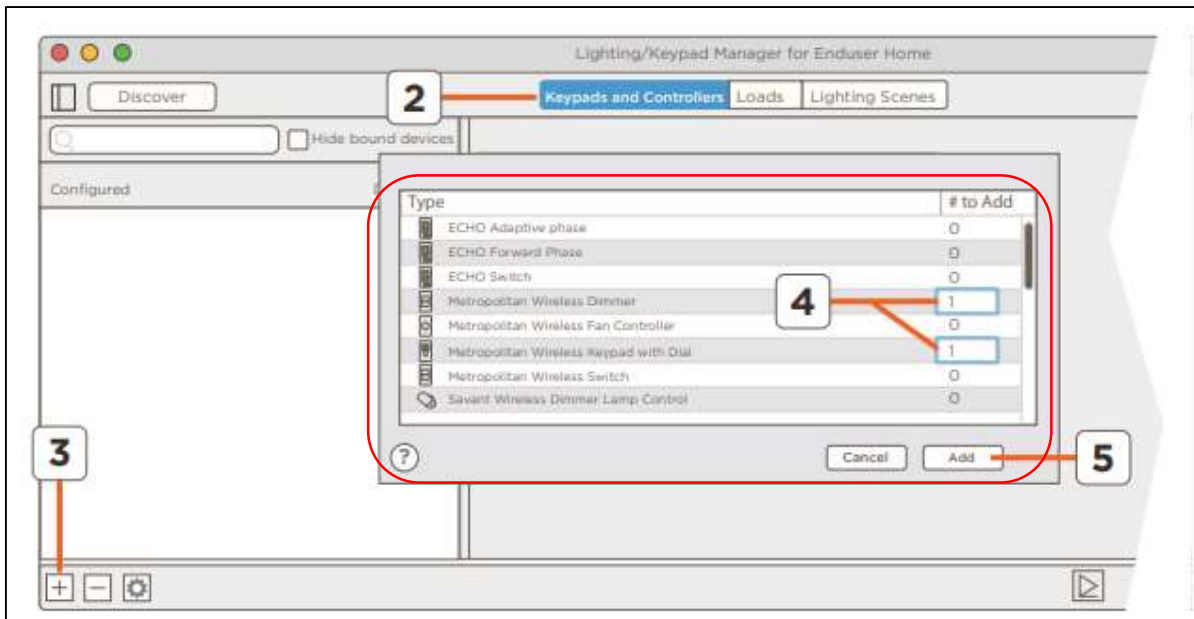 Lighting/Keypad Manager for Enduser Home
Discover
2
Keypads and Controllers Loads Lighting Scenes
Hide bound devices
Configured
Type # to Add
ECHO Adaptive phase 0
ECHO Forward Phase 0
ECHO Switch 0
Metropolitan Wireless Dimmer 1
4
Metropolitan Wireless Fan Controller 0
Metropolitan Wireless Keypad with Dial 1
Metropolitan Wireless Switch 0
Savant Wireless Dimmer Lamp Control 0
3
? Cancel Add
5